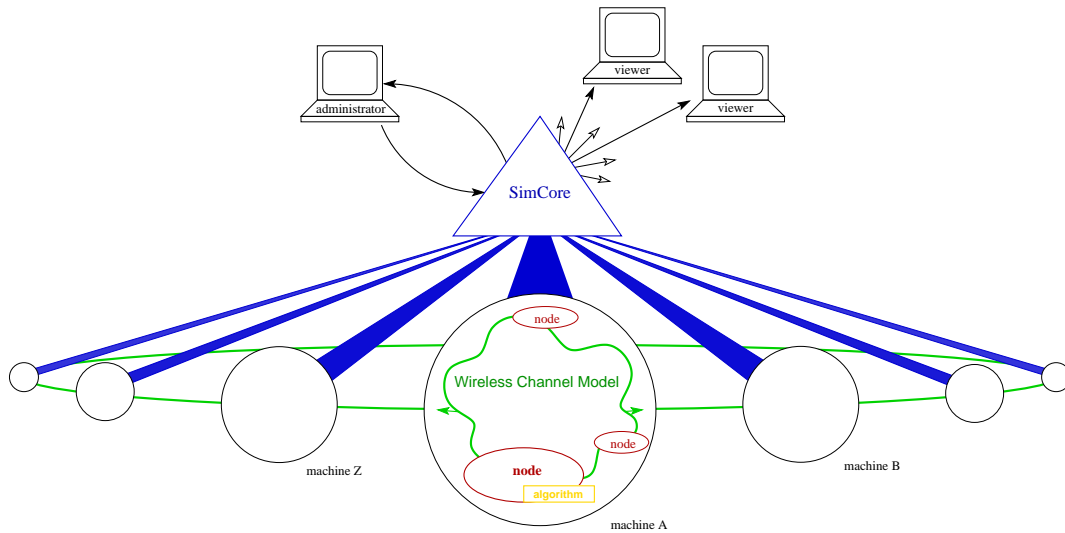 viewer
administrator
viewer
SimCore
node
Wireless Channel Model
node
node
algorithm
machine Z
machine B
machine A